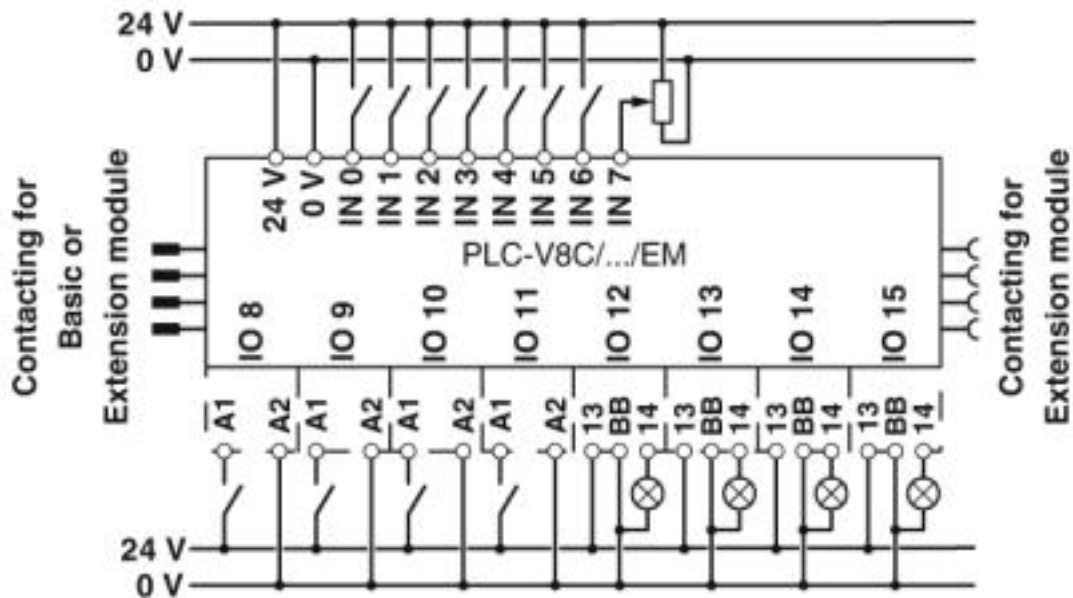 24 V
0 V
24 V
0 V
IN 0
IN 1
IN 2
IN 3
IN 4
IN 5
IN 6
IN 7
Contacting for
Basic or
Extension module
PLC-V8C/.../EM
Contacting for
Extension module
IO 8
IO 9
IO 10
IO 11
IO 12
IO 13
IO 14
IO 15
A1
A2
A1
A2
A1
A2
A1
A2
13
BB
14
13
BB
14
13
BB
14
13
BB
14
24 V
0 V